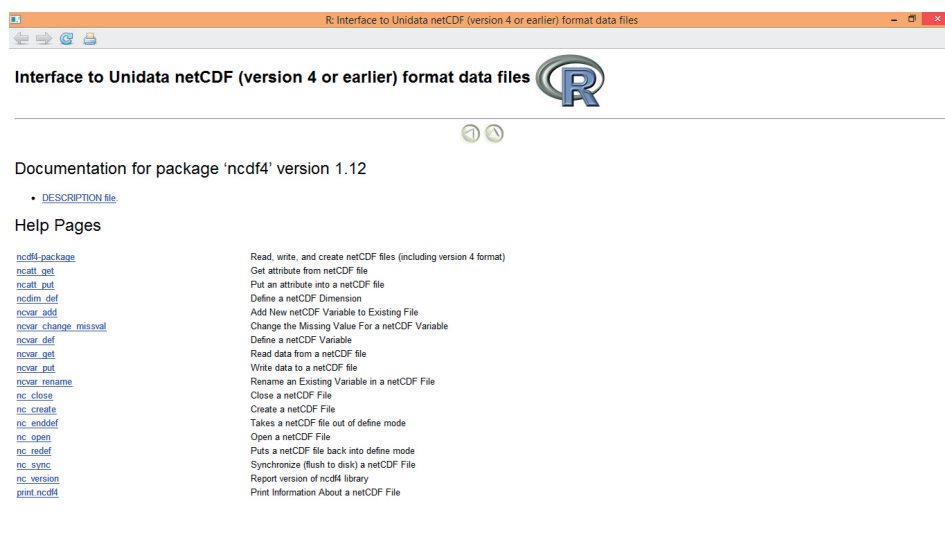 R: Interface to Unidata netCDF (version 4 or earlier) format data files
Interface to Unidata netCDF (version 4 or earlier) format data files
R
Documentation for package ‘ncdf4’ version 1.12
• DESCRIPTION file.
Help Pages
ncdf4-package Read, write, and create netCDF files (including version 4 format)
ncatt_get Get attribute from netCDF file
ncatt_put Put an attribute into a netCDF file
ncdim_def Define a netCDF Dimension
ncvar_add Add New netCDF Variable to Existing File
ncvar_change_missval Change the Missing Value For a netCDF Variable
ncvar_def Define a netCDF Variable
ncvar_get Read data from a netCDF file
ncvar_put Write data to a netCDF file
ncvar_rename Rename an Existing Variable in a netCDF File
nc_close Close a netCDF File
nc_create Create a netCDF File
nc_enddef Takes a netCDF file out of define mode
nc_open Open a netCDF File
nc_redef Puts a netCDF file back into define mode
nc_sync Synchronize (flush to disk) a netCDF File
nc_version Report version of ncdf4 library
print.ncdf4 Print Information About a netCDF File